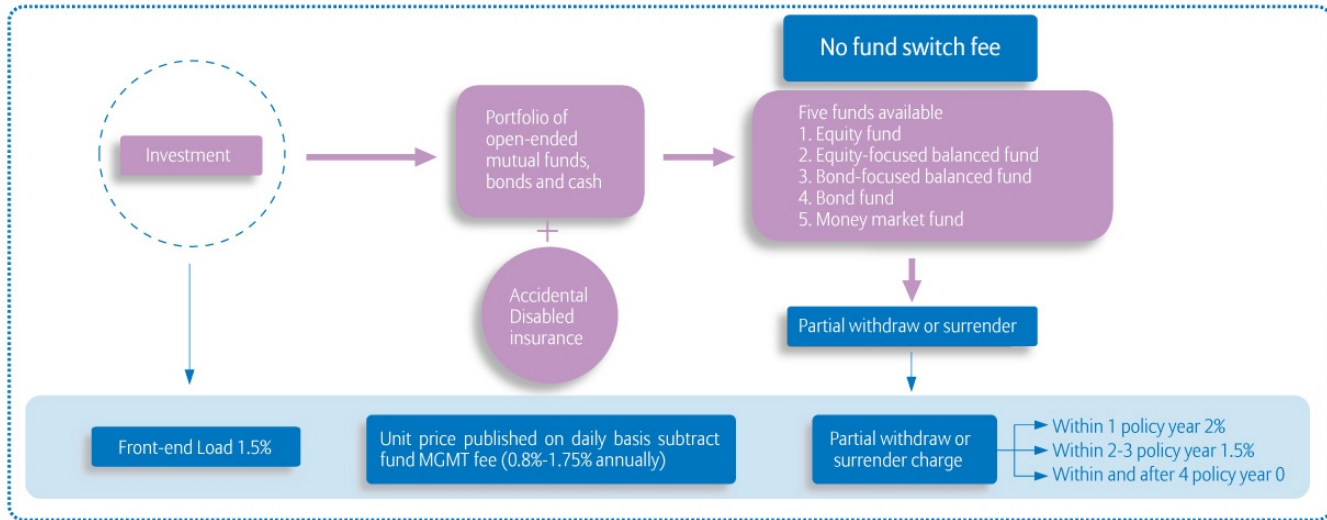 No fund switch fee
Investment
Portfolio of
open-ended
mutual funds,
bonds and cash
Five funds available
1. Equity fund
2. Equity-focused balanced fund
3. Bond-focused balanced fund
4. Bond fund
5. Money market fund
+
Accidental
Disabled
insurance
Partial withdraw or surrender
Front-end Load 1.5%
Unit price published on daily basis subtract
fund MGMT fee (0.8%-1.75% annually)
Partial withdraw or
surrender charge
Within 1 policy year 2%
Within 2-3 policy year 1.5%
Within and after 4 policy year 0